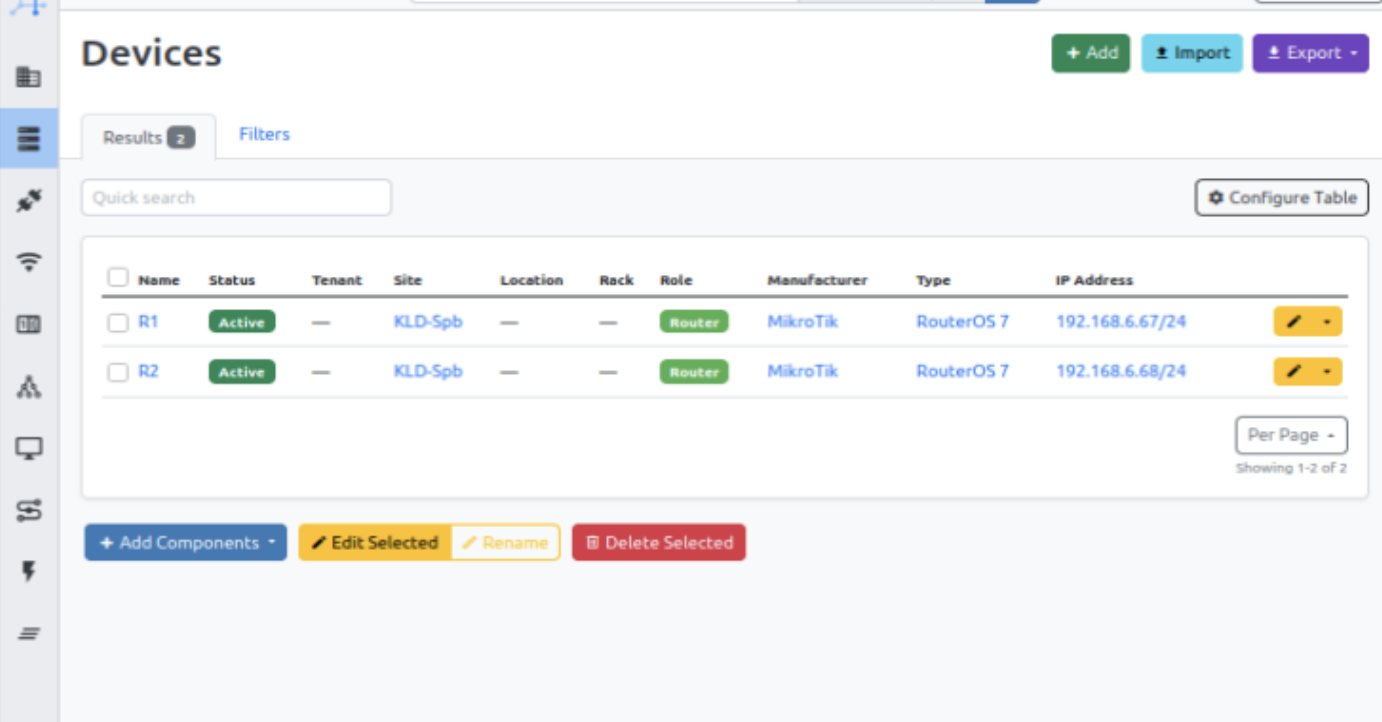 Devices
+ Add Import Export
Results 2 Filters
Quick search
Configure Table
Name Status Tenant Site Location Rack Role Manufacturer Type IP Address
R1 Active — KLD-Spb — — Router MikroTik RouterOS 7 192.168.6.67/24
R2 Active — KLD-Spb — — Router MikroTik RouterOS 7 192.168.6.68/24
Per Page
Showing 1-2 of 2
+ Add Components Edit Selected Rename Delete Selected